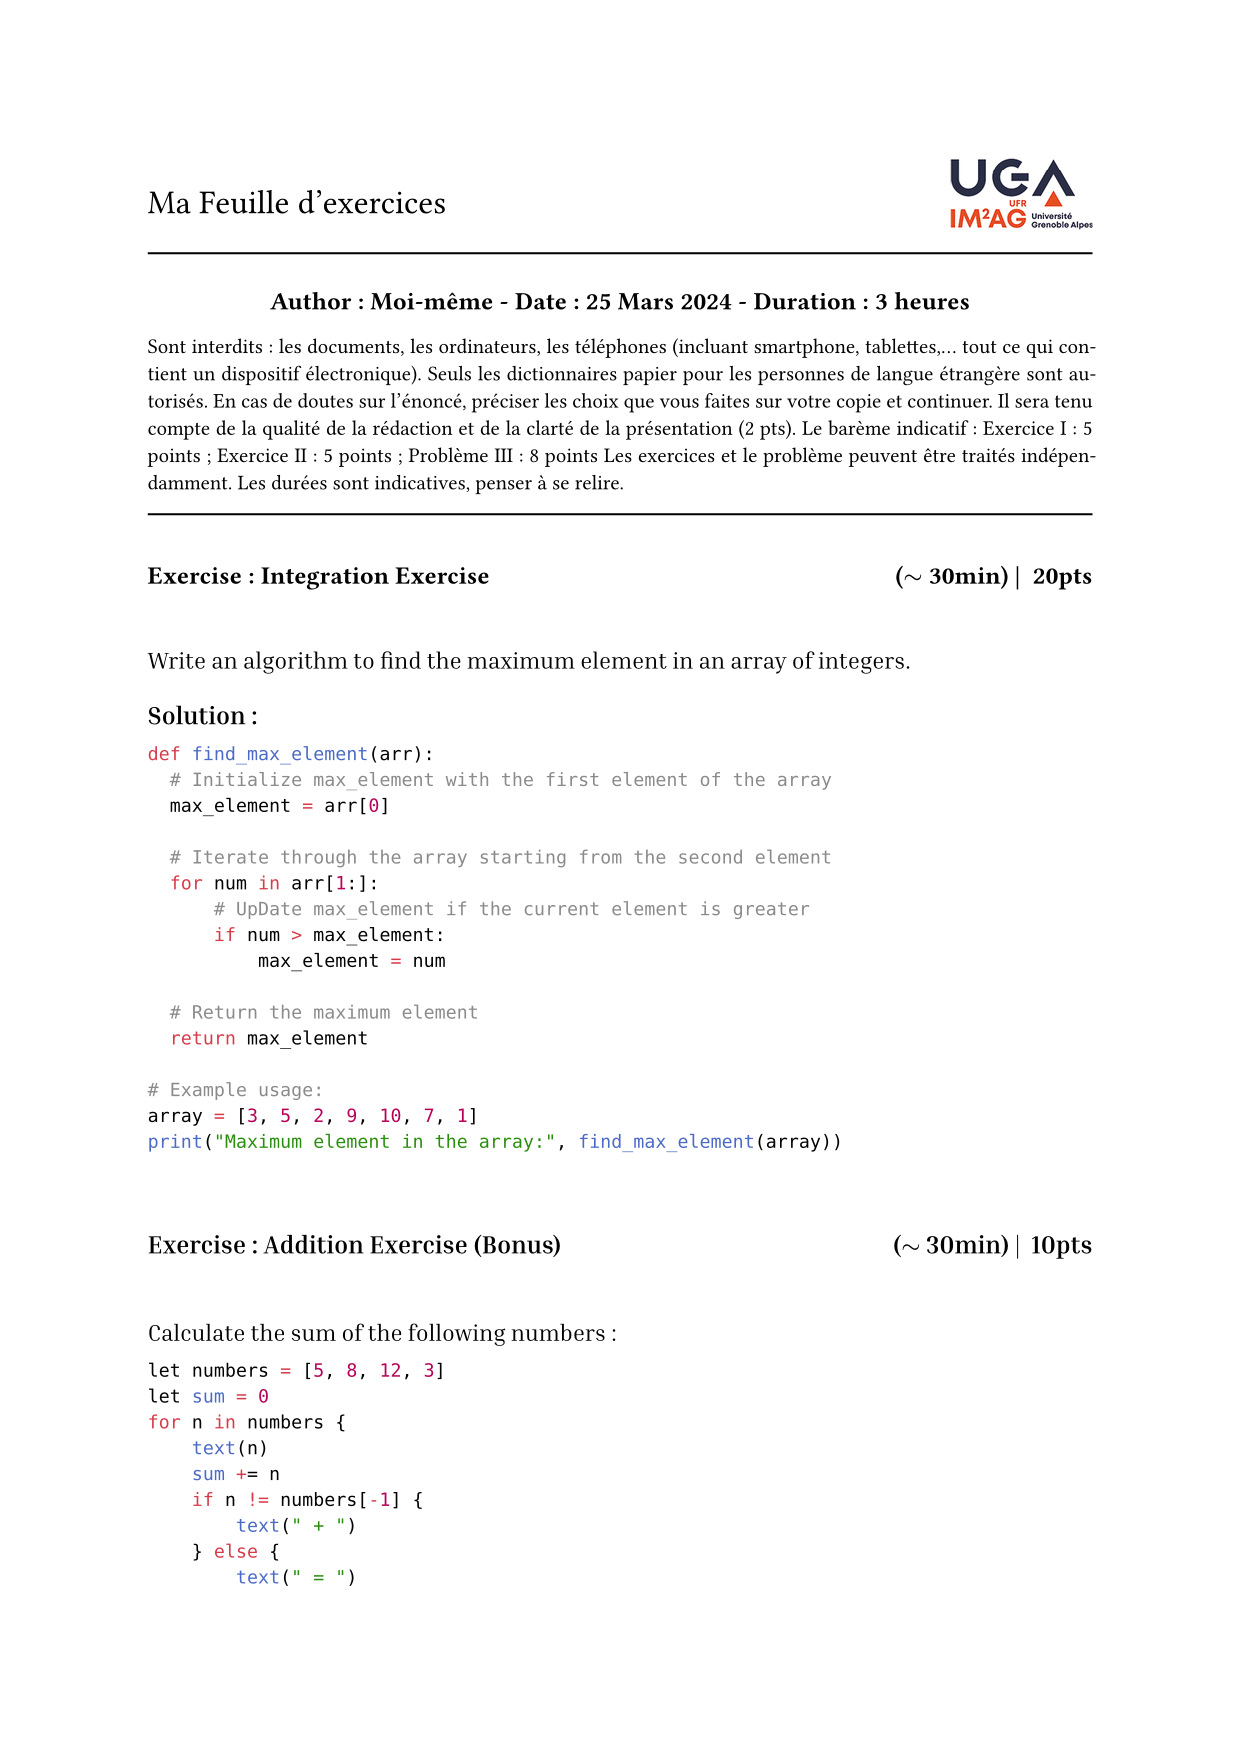 Ma Feuille d’exercices
UGA
UFR
IM²AG Université
Grenoble Alpes
Author : Moi-même - Date : 25 Mars 2024 - Duration : 3 heures
Sont interdits : les documents, les ordinateurs, les téléphones (incluant smartphone, tablettes,… tout ce qui con-
tient un dispositif électronique). Seuls les dictionnaires papier pour les personnes de langue étrangère sont au-
torisés. En cas de doutes sur l’énoncé, préciser les choix que vous faites sur votre copie et continuer. Il sera tenu
compte de la qualité de la rédaction et de la clarté de la présentation (2 pts). Le barème indicatif : Exercice I : 5
points ; Exercice II : 5 points ; Problème III : 8 points Les exercices et le problème peuvent être traités indépen-
damment. Les durées sont indicatives, penser à se relire.
Exercise : Integration Exercise (∼ 30min) | 20pts
Write an algorithm to find the maximum element in an array of integers.
Solution :
def find_max_element(arr):
  # Initialize max_element with the first element of the array
  max_element = arr[0]
  # Iterate through the array starting from the second element
  for num in arr[1:]:
      # UpDate max_element if the current element is greater
      if num > max_element:
          max_element = num
  # Return the maximum element
  return max_element
# Example usage:
array = [3, 5, 2, 9, 10, 7, 1]
print("Maximum element in the array:", find_max_element(array))
Exercise : Addition Exercise (Bonus) (∼ 30min) | 10pts
Calculate the sum of the following numbers :
let numbers = [5, 8, 12, 3]
let sum = 0
for n in numbers {
    text(n)
    sum += n
    if n != numbers[-1] {
        text(" + ")
    } else {
        text(" = ")